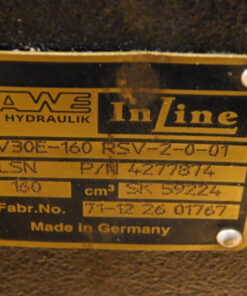 AWE InLine
HYDRAULIK
V30E-160 RSV-2-0-01
LSN P/N 4277874
160 cm³ SK 59224
Fabr.No. 71-12 26 01767
Made in Germany